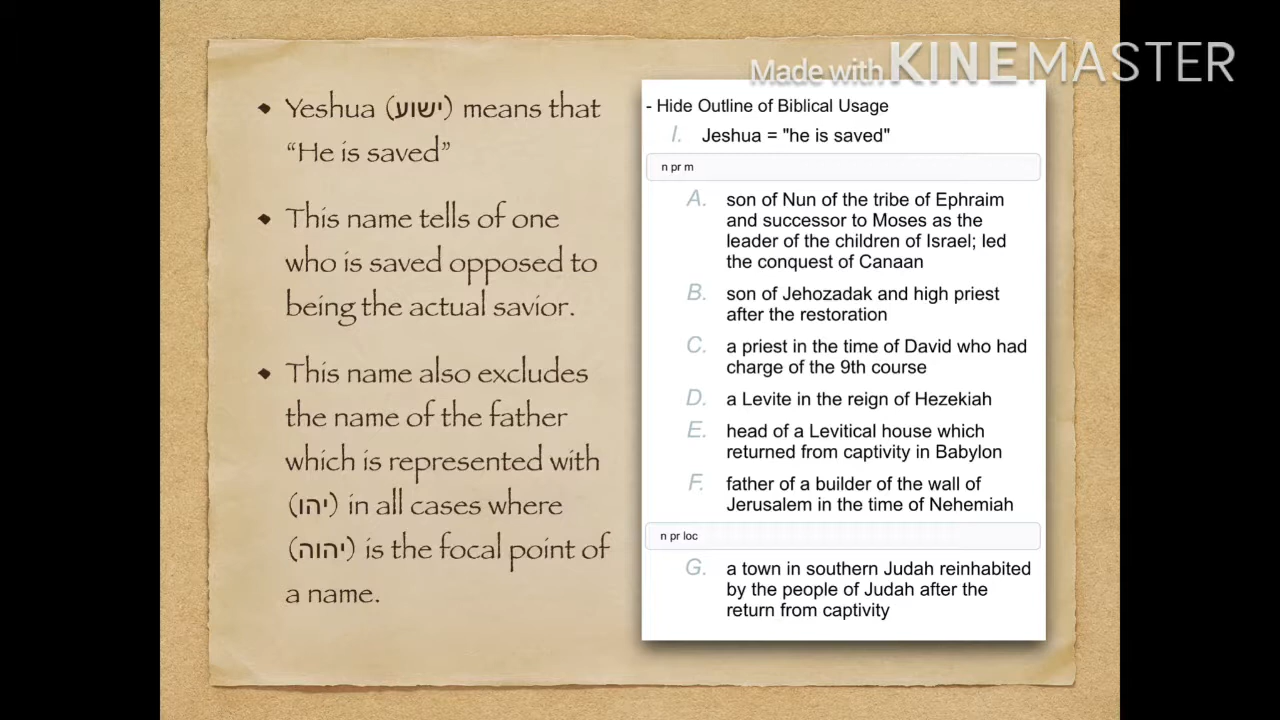 Made with KINEMASTER
• Yeshua (ישוע) means that
“He is saved”
• This name tells of one
who is saved opposed to
being the actual savior.
• This name also excludes
the name of the father
which is represented with
(יהו) in all cases where
(יהוה) is the focal point of
a name.
- Hide Outline of Biblical Usage
I. Jeshua = "he is saved"
n pr m
A. son of Nun of the tribe of Ephraim
and successor to Moses as the
leader of the children of Israel; led
the conquest of Canaan
B. son of Jehozadak and high priest
after the restoration
C. a priest in the time of David who had
charge of the 9th course
D. a Levite in the reign of Hezekiah
E. head of a Levitical house which
returned from captivity in Babylon
F. father of a builder of the wall of
Jerusalem in the time of Nehemiah
n pr loc
G. a town in southern Judah reinhabited
by the people of Judah after the
return from captivity